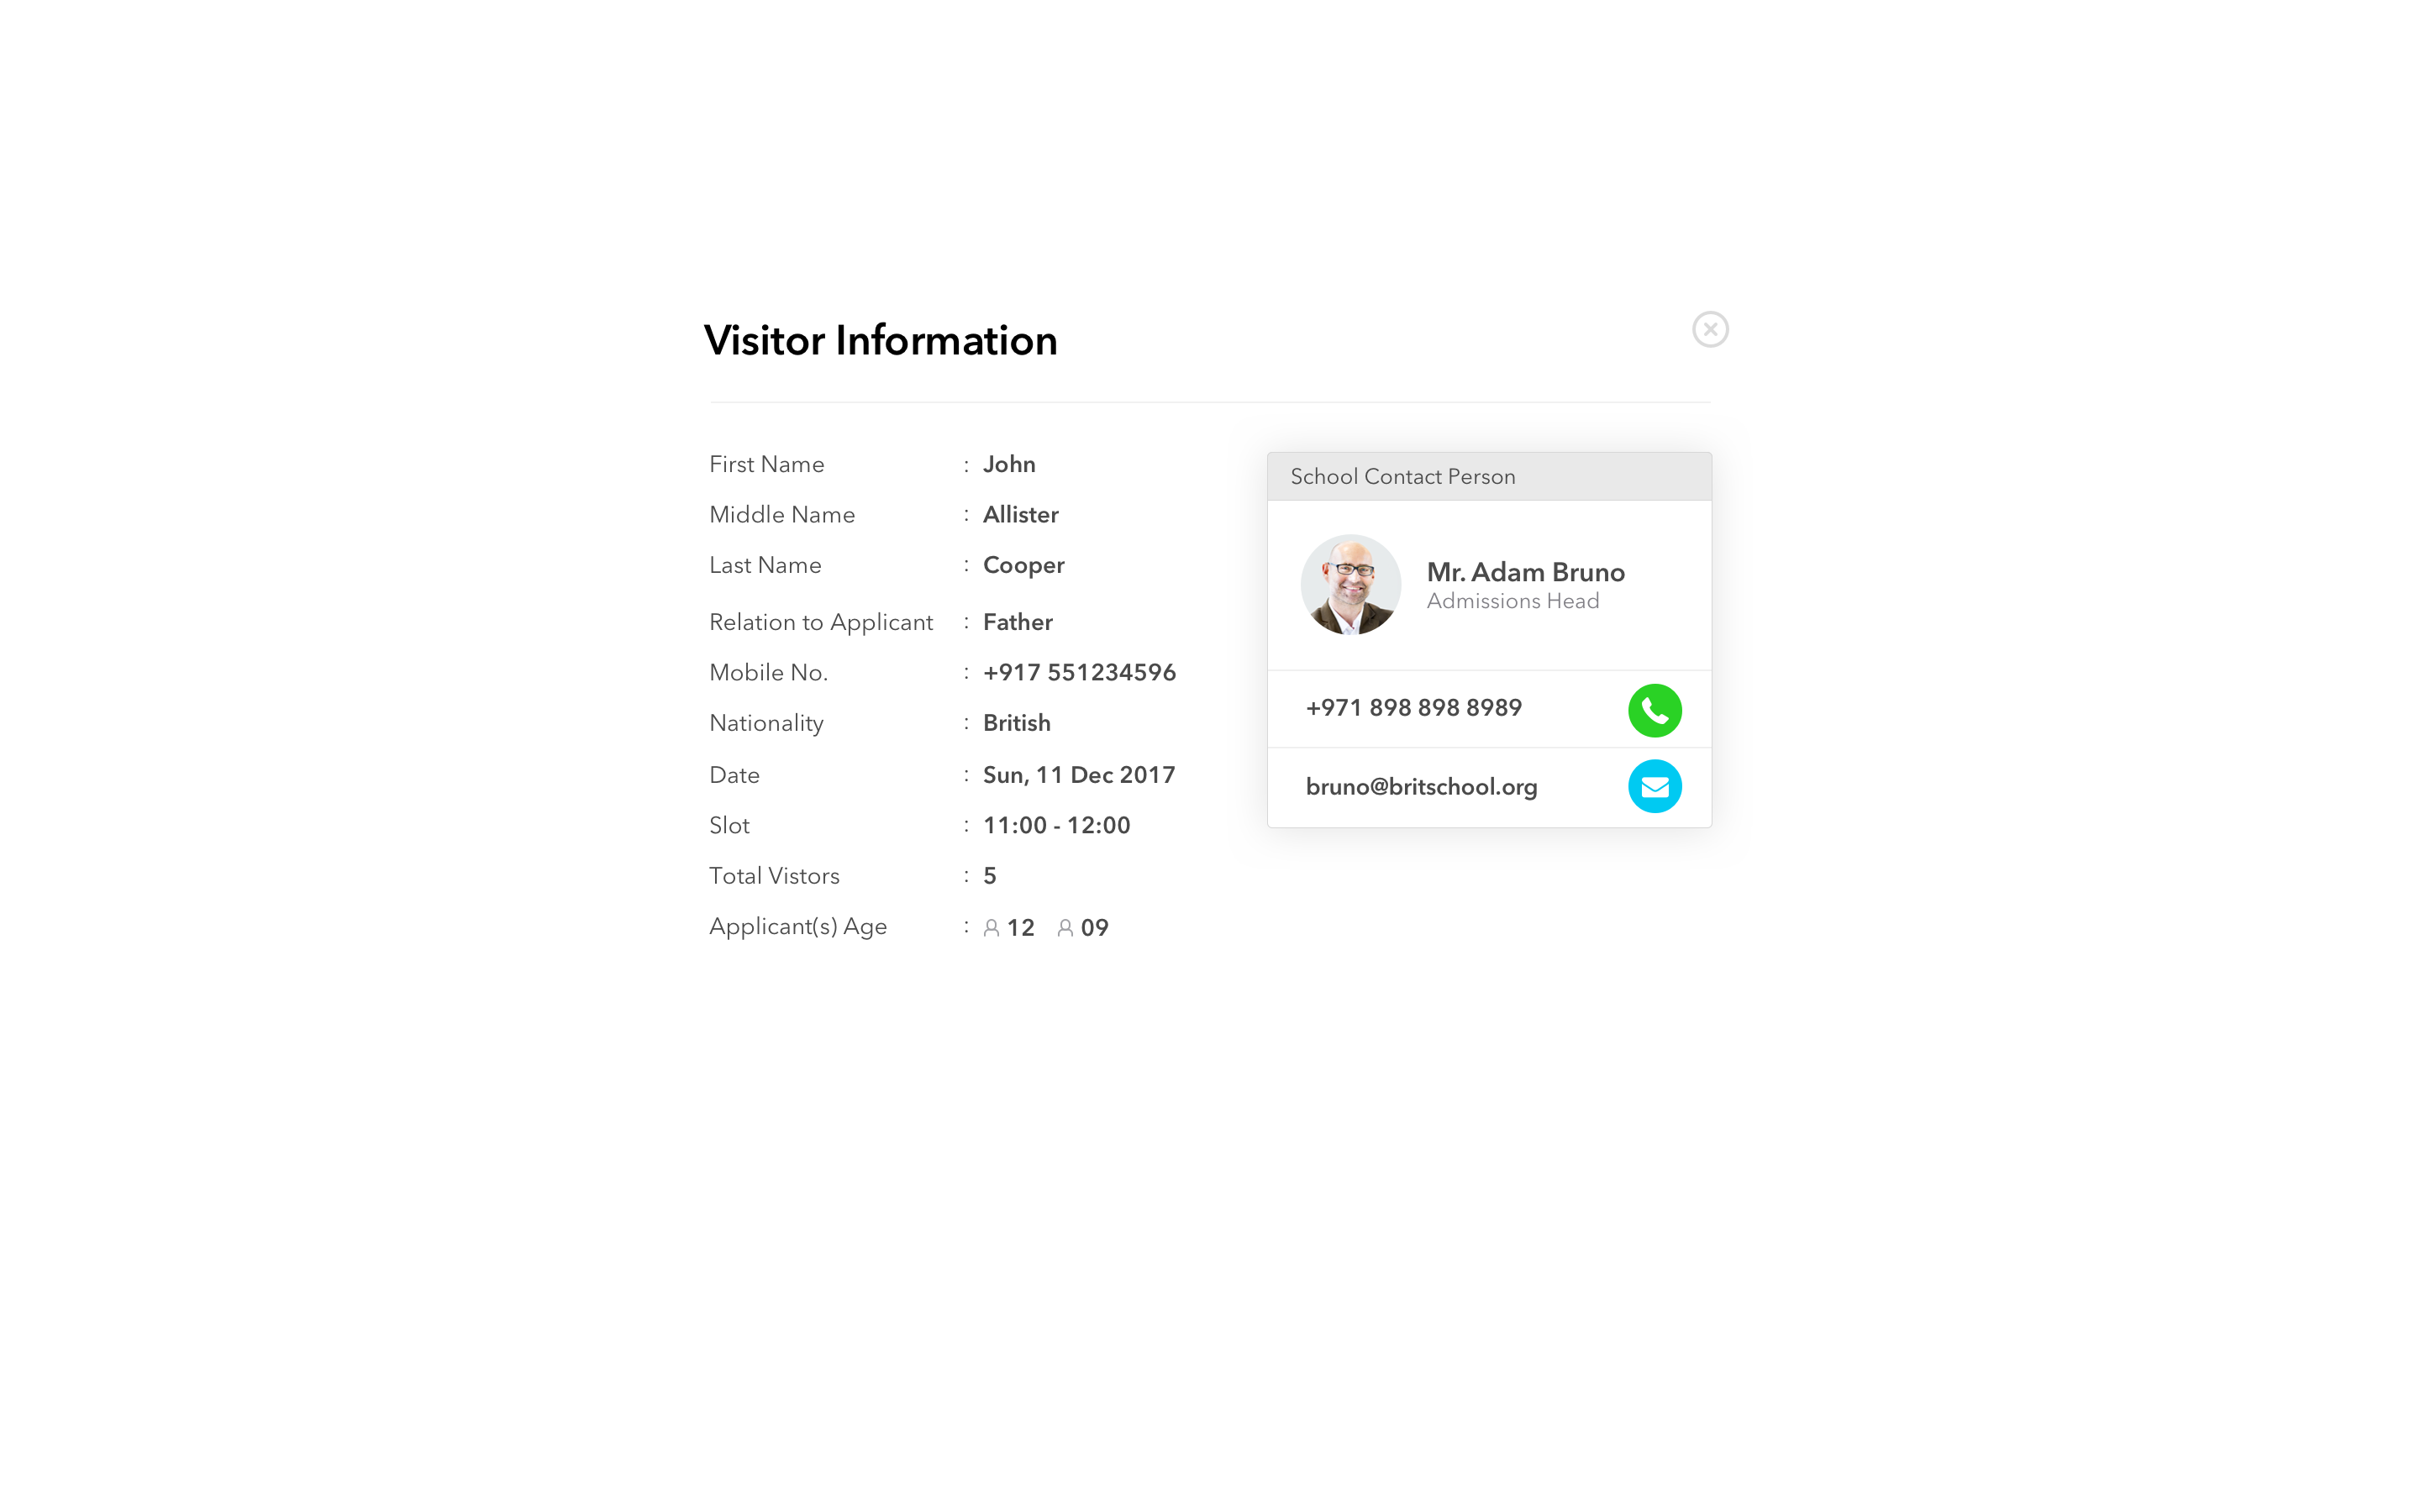 Visitor Information
First Name : John
Middle Name : Allister
Last Name : Cooper
Relation to Applicant : Father
Mobile No. : +917 551234596
Nationality : British
Date : Sun, 11 Dec 2017
Slot : 11:00 - 12:00
Total Vistors : 5
Applicant(s) Age : 12 09
School Contact Person
Mr. Adam Bruno
Admissions Head
+971 898 898 8989
bruno@britschool.org